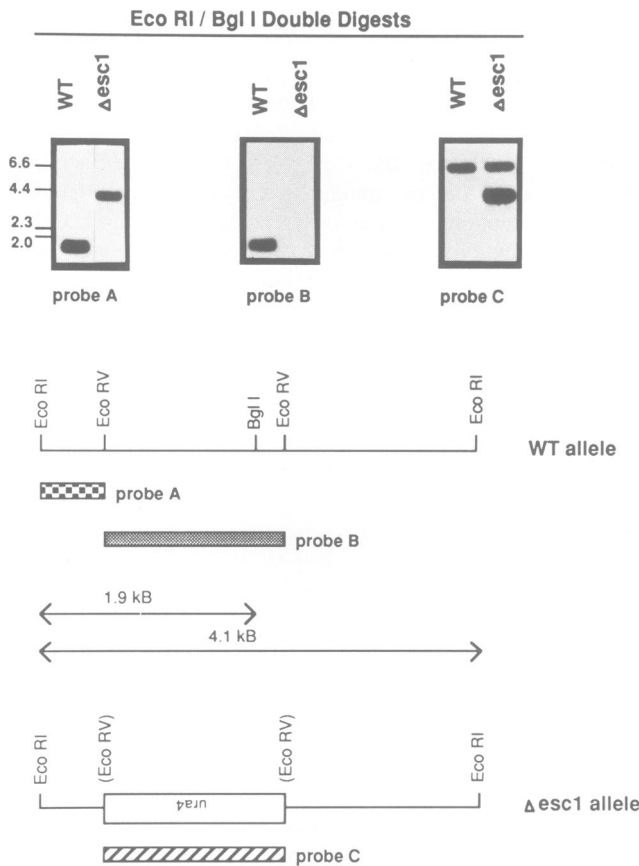 Eco RI / Bgl I Double Digests
WT Δesc1 WT Δesc1 WT Δesc1
6.6
4.4
2.3
2.0
probe A probe B probe C
Eco RI Eco RV Bgl I Eco RV Eco RI
WT allele
probe A
probe B
1.9 kB
4.1 kB
Eco RI (Eco RV) (Eco RV) Eco RI
ura4
Δesc1 allele
probe C